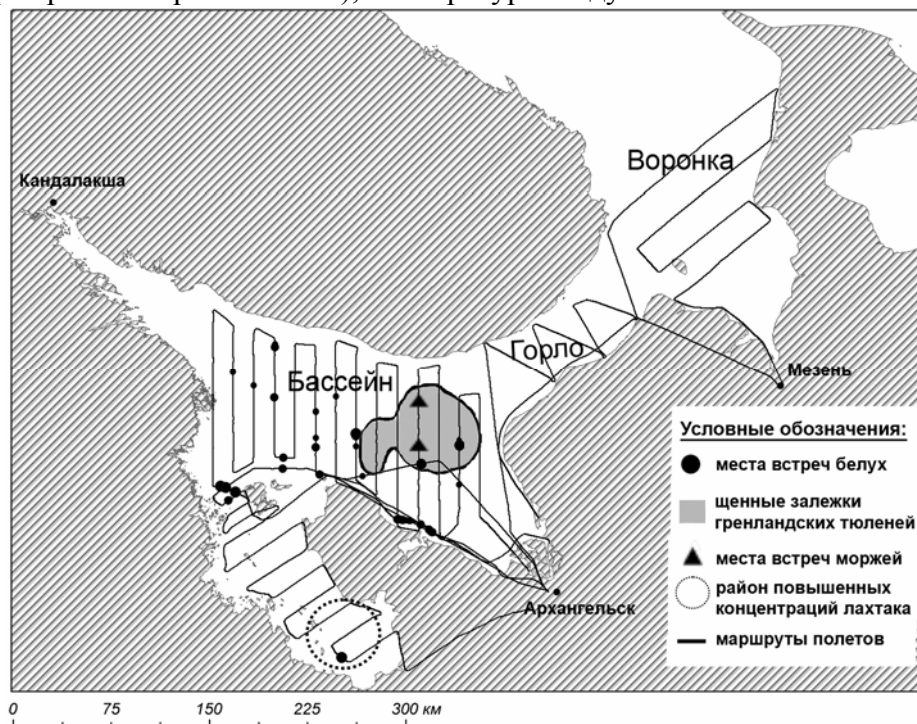 Воронка
Кандалакша
Горло
Бассейн
Мезень
Условные обозначения:
места встреч белух
щенные залежки
гренландских тюленей
места встреч моржей
район повышенных
концентраций лахтака
маршруты полетов
Архангельск
0 75 150 225 300 км